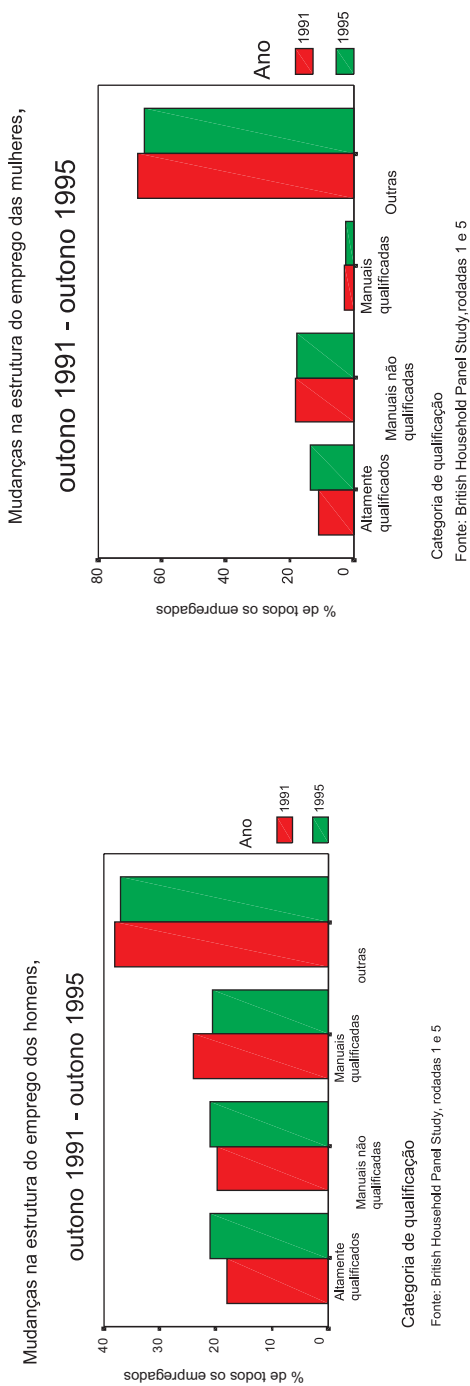 Mudanças na estrutura do emprego dos homens,
outono 1991 - outono 1995
% de todos os empregados
40
30
20
10
0
Altamente
qualificados
Manuais não
qualificadas
Manuais
qualificadas
outras
Ano
1991
1995
Categoria de qualificação
Fonte: British Household Panel Study, rodadas 1 e 5
Mudanças na estrutura do emprego das mulheres,
outono 1991 - outono 1995
% de todos os empregados
80
60
40
20
0
Altamente
qualificados
Manuais não
qualificadas
Manuais
qualificadas
Outras
Ano
1991
1995
Categoria de qualificação
Fonte: British Household Panel Study,rodadas 1 e 5